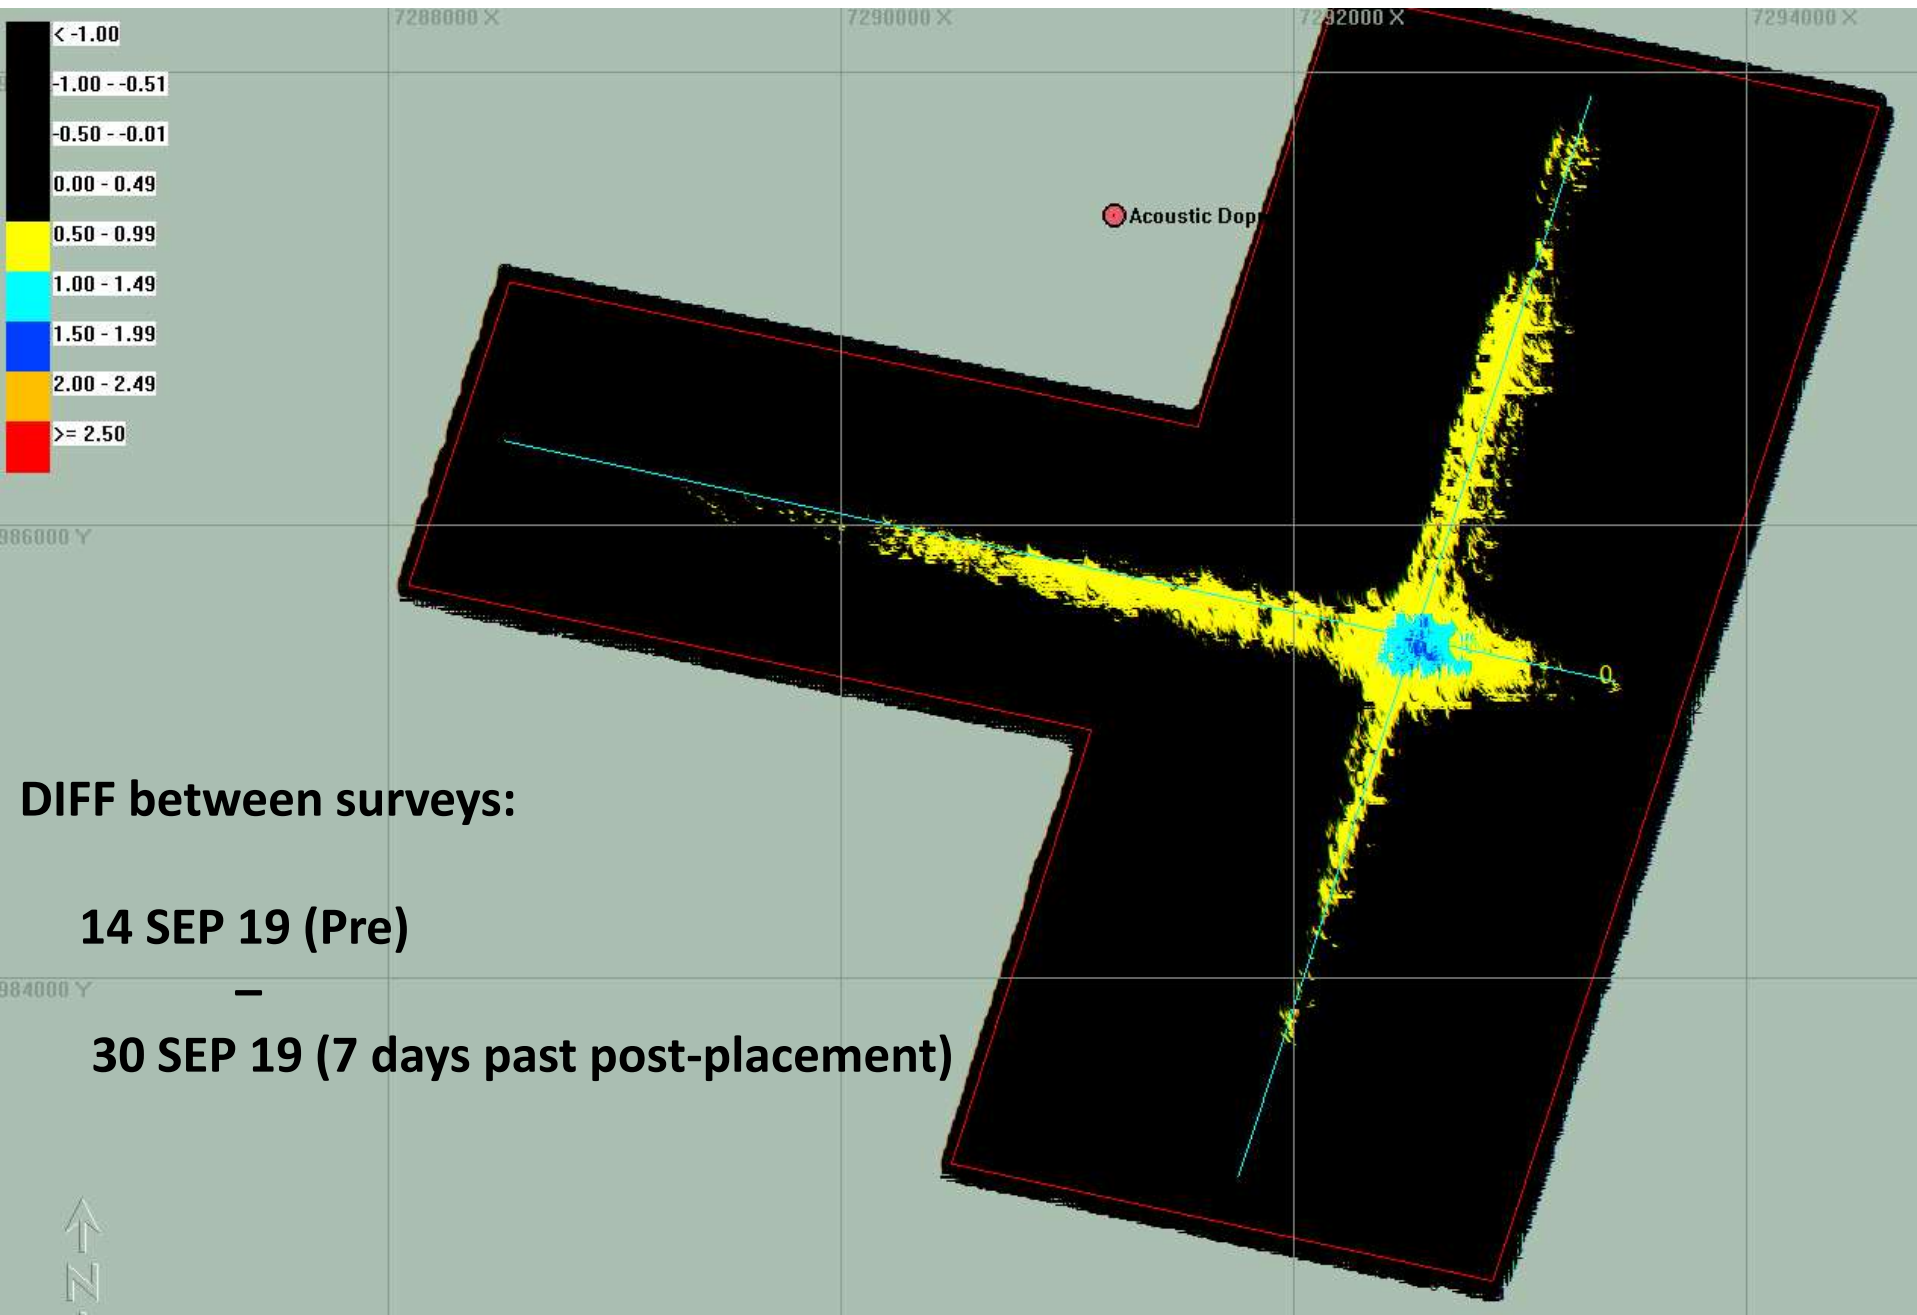 7288000 X
7290000 X
7292000 X
7294000 X
< -1.00
-1.00 - -0.51
-0.50 - -0.01
0.00 - 0.49
0.50 - 0.99
1.00 - 1.49
1.50 - 1.99
2.00 - 2.49
>= 2.50
Acoustic Dop
986000 Y
0
DIFF between surveys:
14 SEP 19 (Pre)
984000 Y
–
30 SEP 19 (7 days past post-placement)
N